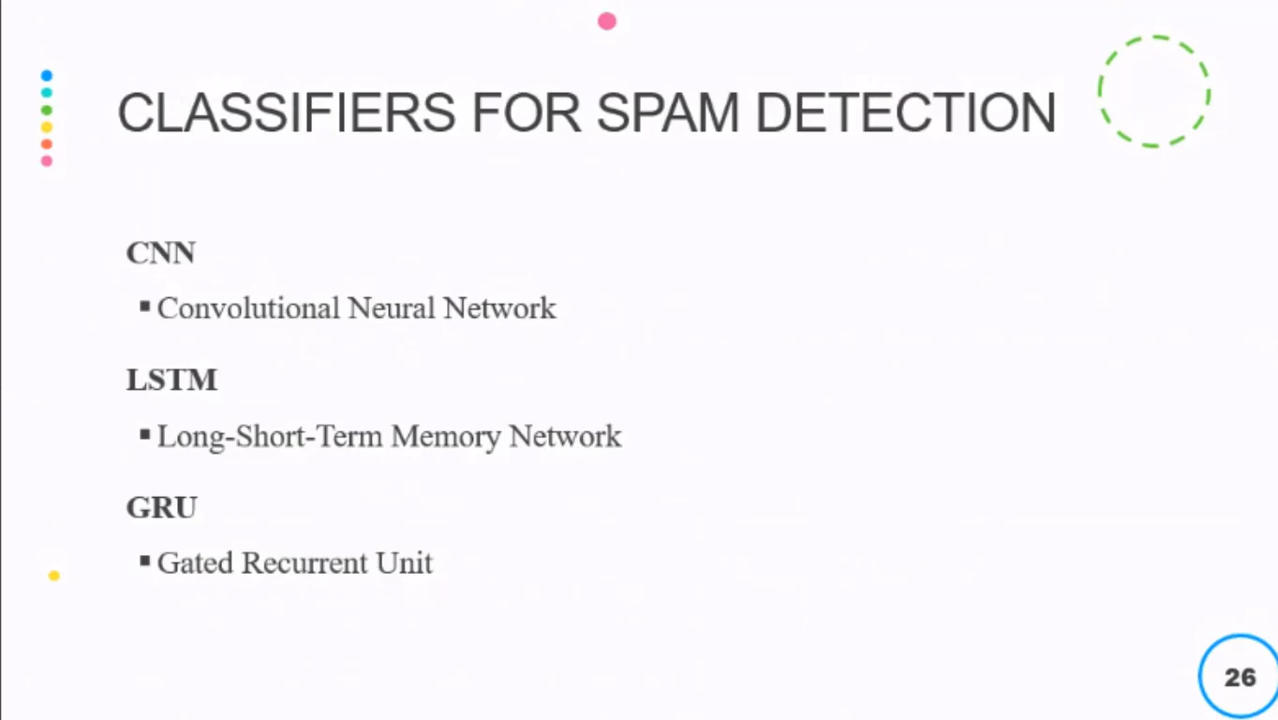 CLASSIFIERS FOR SPAM DETECTION
CNN
▪ Convolutional Neural Network
LSTM
▪ Long-Short-Term Memory Network
GRU
▪ Gated Recurrent Unit
26